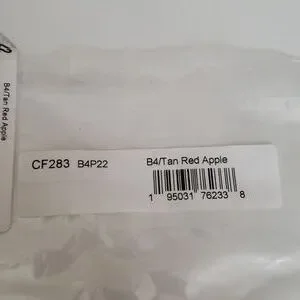 B4/Tan Red Apple
CF283 B4P22 B4/Tan Red Apple
1 95031 76233 8